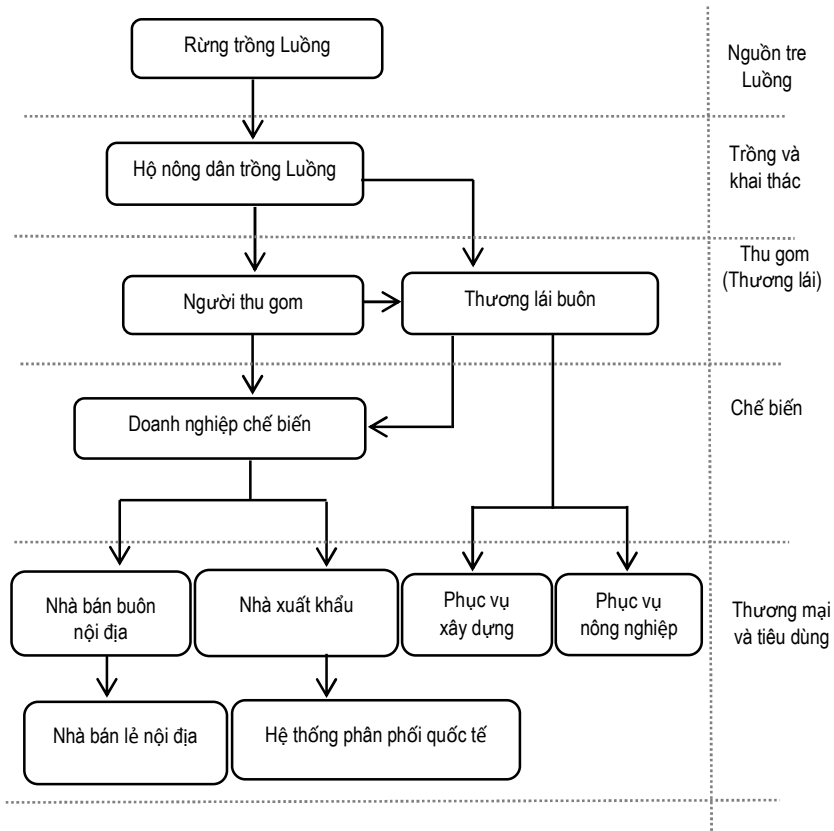 Rừng trồng Luồng
Nguồn tre
Luồng
Hộ nông dân trồng Luồng
Trồng và
khai thác
Người thu gom
Thương lái buôn
Thu gom
(Thương lái)
Doanh nghiệp chế biến
Chế biến
Nhà bán buôn
nội địa
Nhà xuất khẩu
Phục vụ
xây dựng
Phục vụ
nông nghiệp
Thương mại
và tiêu dùng
Nhà bán lẻ nội địa
Hệ thống phân phối quốc tế